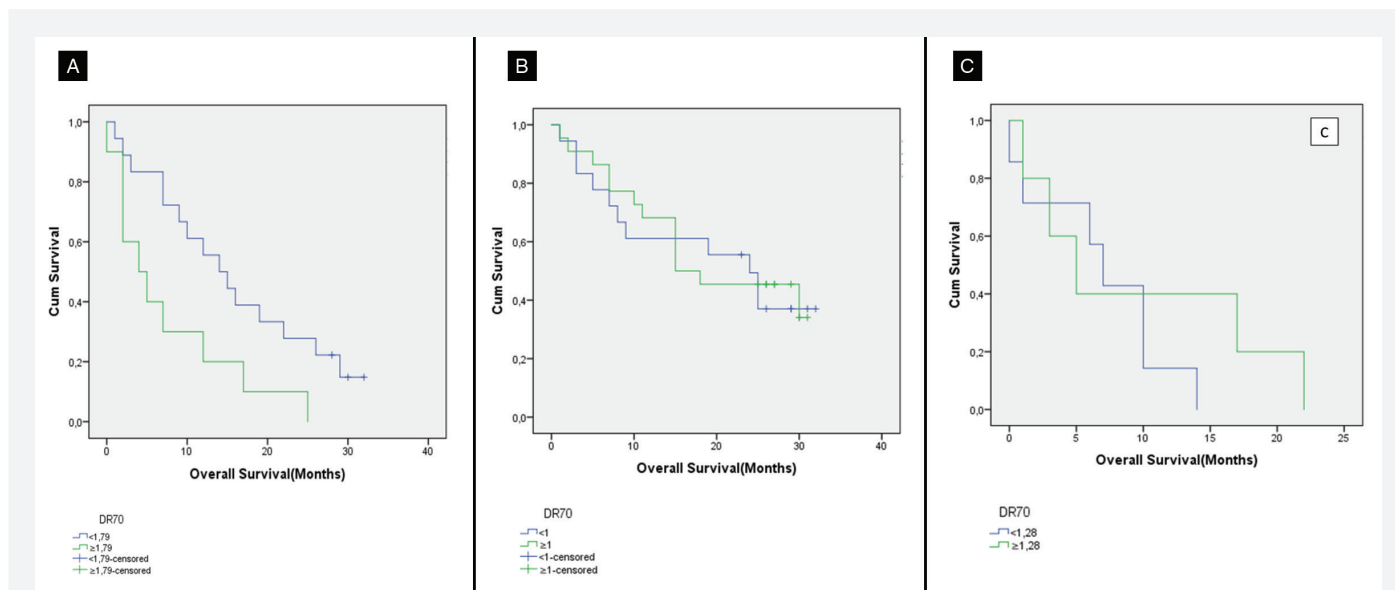 A
1,0
0,8
0,6
0,4
0,2
0,0
Cum Survival
0 10 20 30 40
Overall Survival(Months)
DR70
<1,79
≥1,79
<1,79-censored
≥1,79-censored
B
1,0
0,8
0,6
0,4
0,2
0,0
Cum Survival
0 10 20 30 40
Overall Survival(Months)
DR70
<1
≥1
<1-censored
≥1-censored
C
c
1,0
0,8
0,6
0,4
0,2
0,0
Cum Survival
0 5 10 15 20 25
Overall Survival(Months)
DR70
<1,28
≥1,28